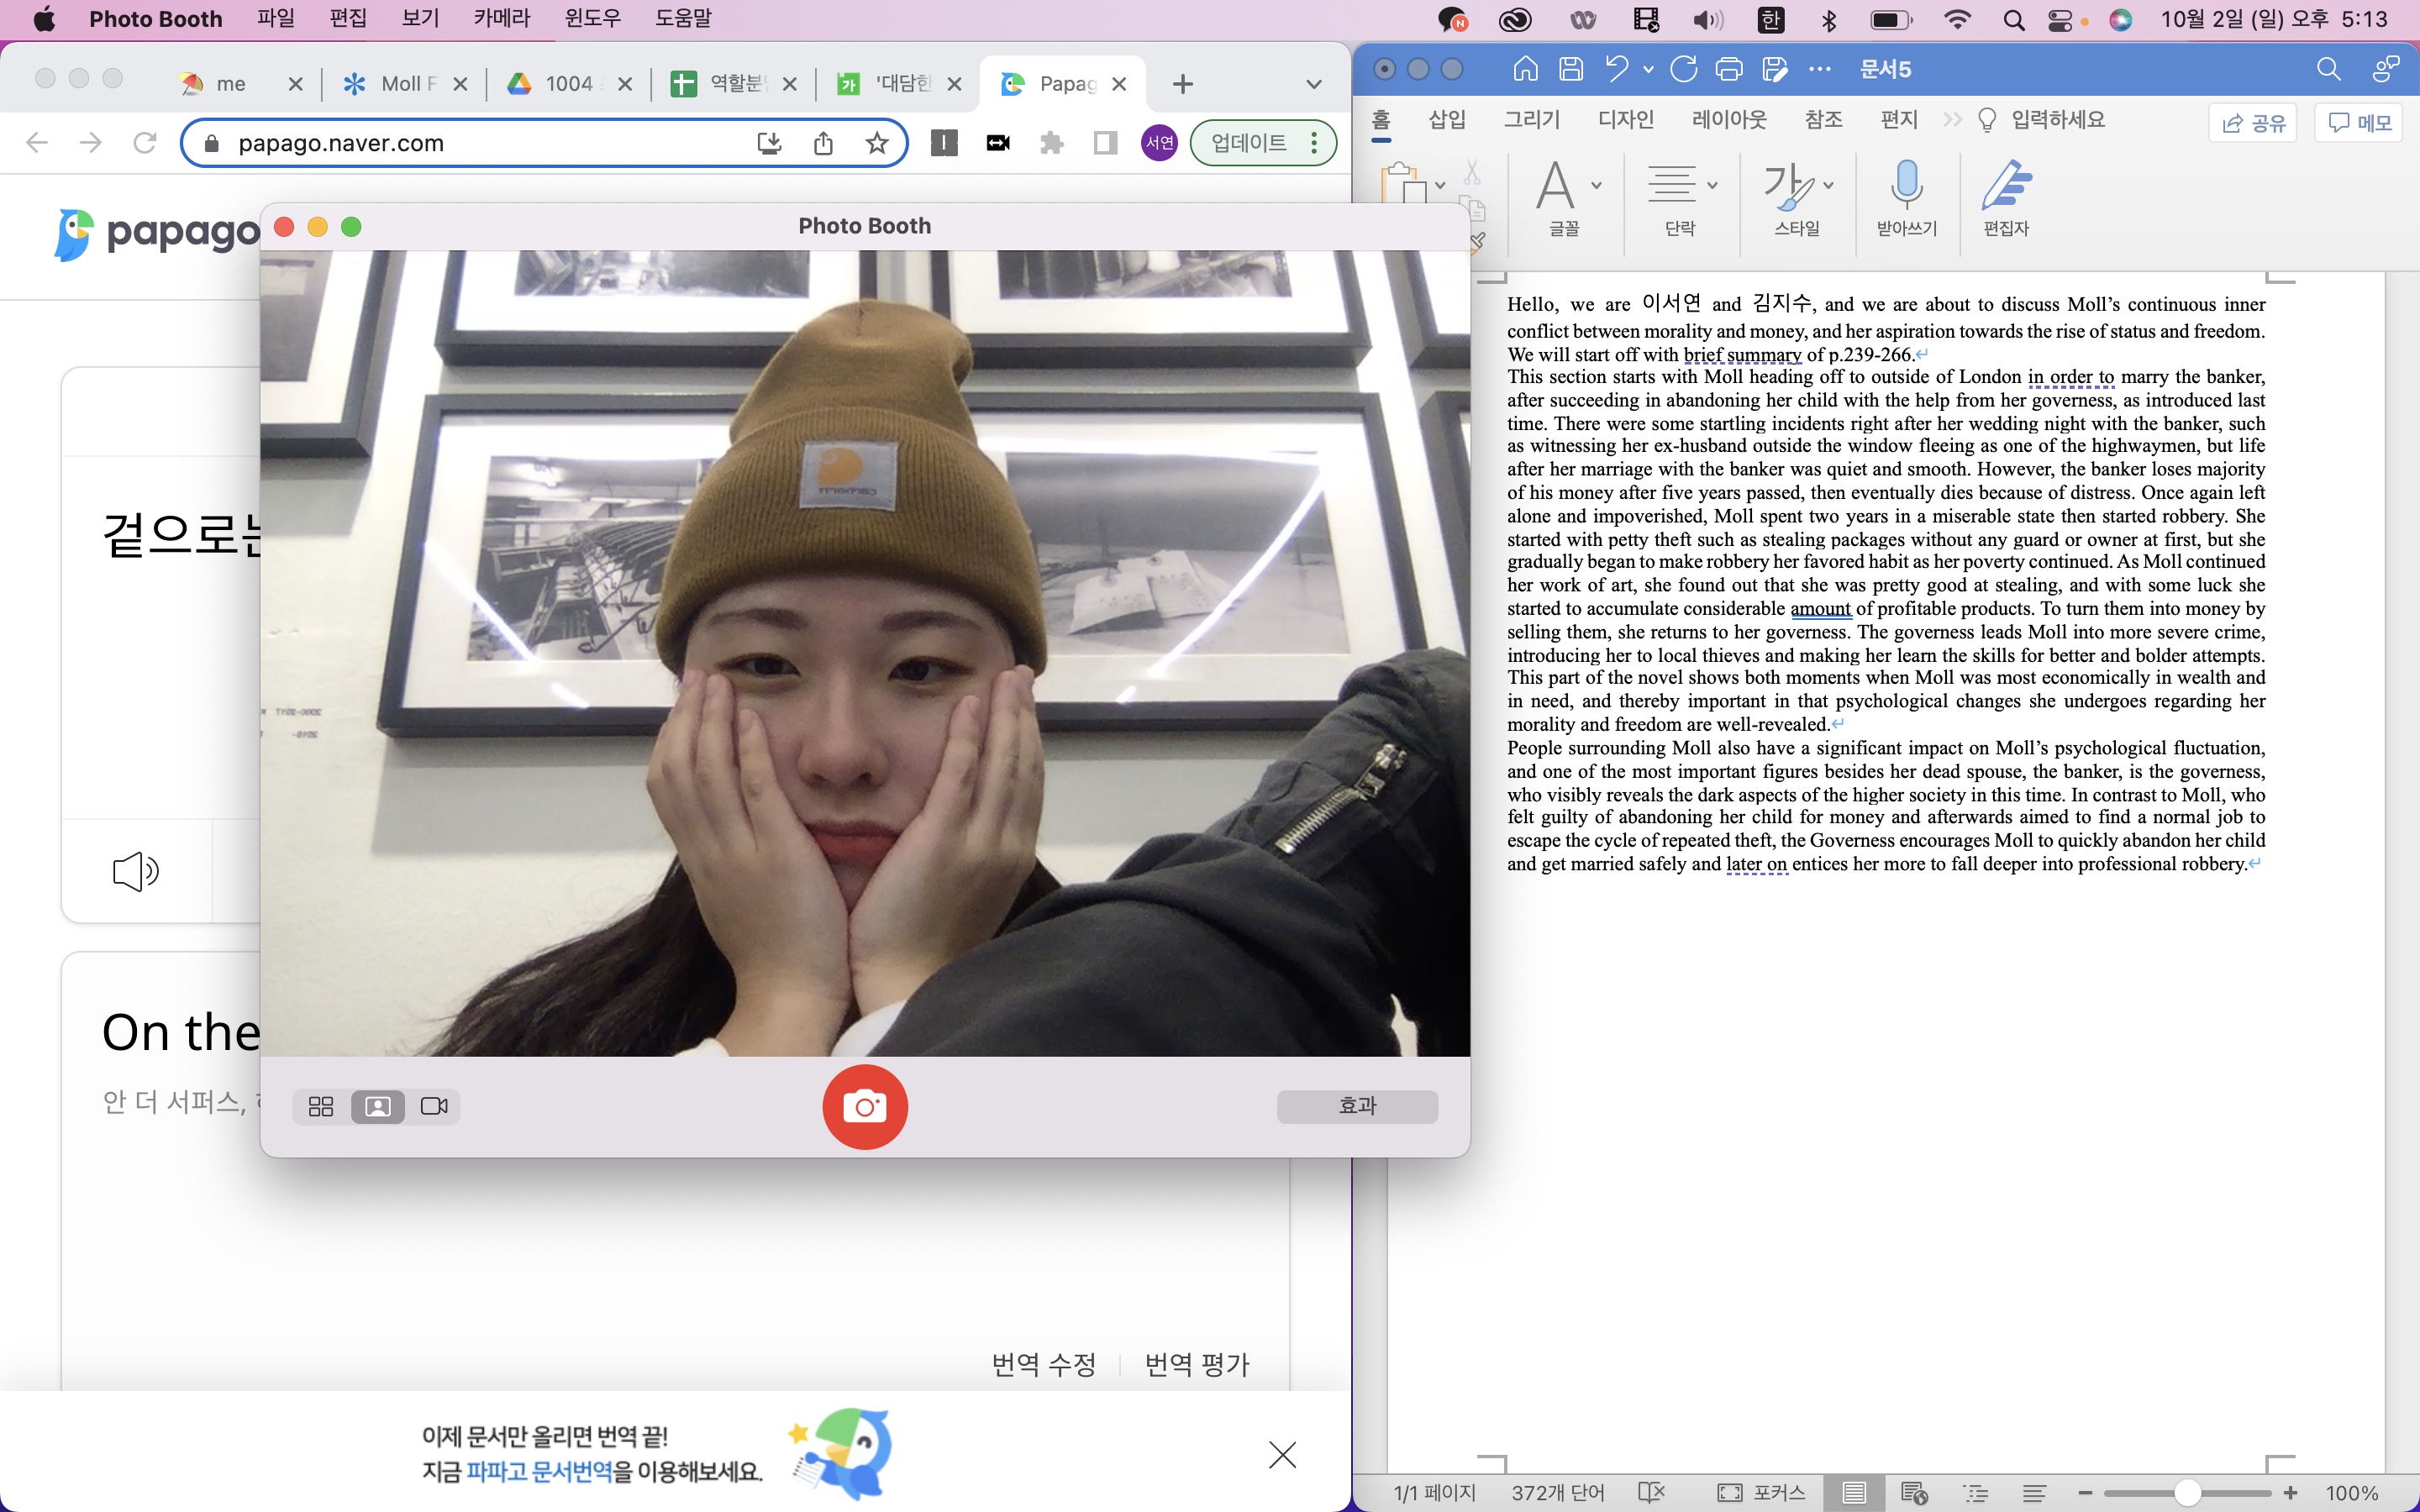 Photo Booth 파일 편집 보기 카메라 윈도우 도움말
한 10월 2일 (일) 오후 5:13
me
Moll F
1004
역할분
'대담한
Papag
papago.naver.com
서연
업데이트
papago
겉으로는
On the
안 더 서퍼스,
번역 수정
번역 평가
이제 문서만 올리면 번역 끝!
지금 파파고 문서번역을 이용해보세요.
Photo Booth
carhartt
효과
문서5
홈 삽입 그리기 디자인 레이아웃 참조 편지 입력하세요
공유 메모
글꼴
단락
가
스타일
받아쓰기
편집자
Hello, we are 이서연 and 김지수, and we are about to discuss Moll's continuous inner
conflict between morality and money, and her aspiration towards the rise of status and freedom.
We will start off with brief summary of p.239-266.
This section starts with Moll heading off to outside of London in order to marry the banker,
after succeeding in abandoning her child with the help from her governess, as introduced last
time. There were some startling incidents right after her wedding night with the banker, such
as witnessing her ex-husband outside the window fleeing as one of the highwaymen, but life
after her marriage with the banker was quiet and smooth. However, the banker loses majority
of his money after five years passed, then eventually dies because of distress. Once again left
alone and impoverished, Moll spent two years in a miserable state then started robbery. She
started with petty theft such as stealing packages without any guard or owner at first, but she
gradually began to make robbery her favored habit as her poverty continued. As Moll continued
her work of art, she found out that she was pretty good at stealing, and with some luck she
started to accumulate considerable amount of profitable products. To turn them into money by
selling them, she returns to her governess. The governess leads Moll into more severe crime,
introducing her to local thieves and making her learn the skills for better and bolder attempts.
This part of the novel shows both moments when Moll was most economically in wealth and
in need, and thereby important in that psychological changes she undergoes regarding her
morality and freedom are well-revealed.
People surrounding Moll also have a significant impact on Moll's psychological fluctuation,
and one of the most important figures besides her dead spouse, the banker, is the governess,
who visibly reveals the dark aspects of the higher society in this time. In contrast to Moll, who
felt guilty of abandoning her child for money and afterwards aimed to find a normal job to
escape the cycle of repeated theft, the Governess encourages Moll to quickly abandon her child
and get married safely and later on entices her more to fall deeper into professional robbery.
1/1 페이지 372개 단어 포커스 100%